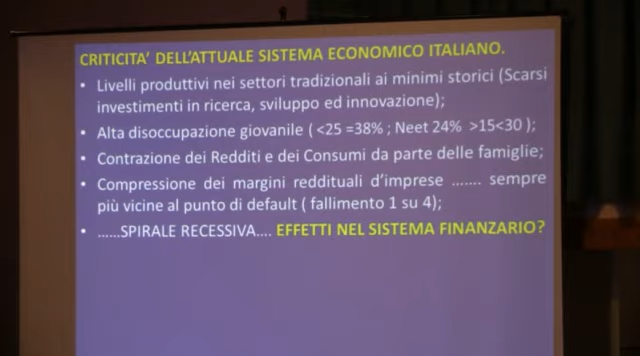 CRITICITA' DELL'ATTUALE SISTEMA ECONOMICO ITALIANO.
• Livelli produttivi nei settori tradizionali ai minimi storici (Scarsi
investimenti in ricerca, sviluppo ed innovazione);
• Alta disoccupazione giovanile ( <25 =38% ; Neet 24% >15<30 );
• Contrazione dei Redditi e dei Consumi da parte delle famiglie;
• Compressione dei margini reddituali d'imprese ....... sempre
più vicine al punto di default ( fallimento 1 su 4);
• ......SPIRALE RECESSIVA.... EFFETTI NEL SISTEMA FINANZARIO?